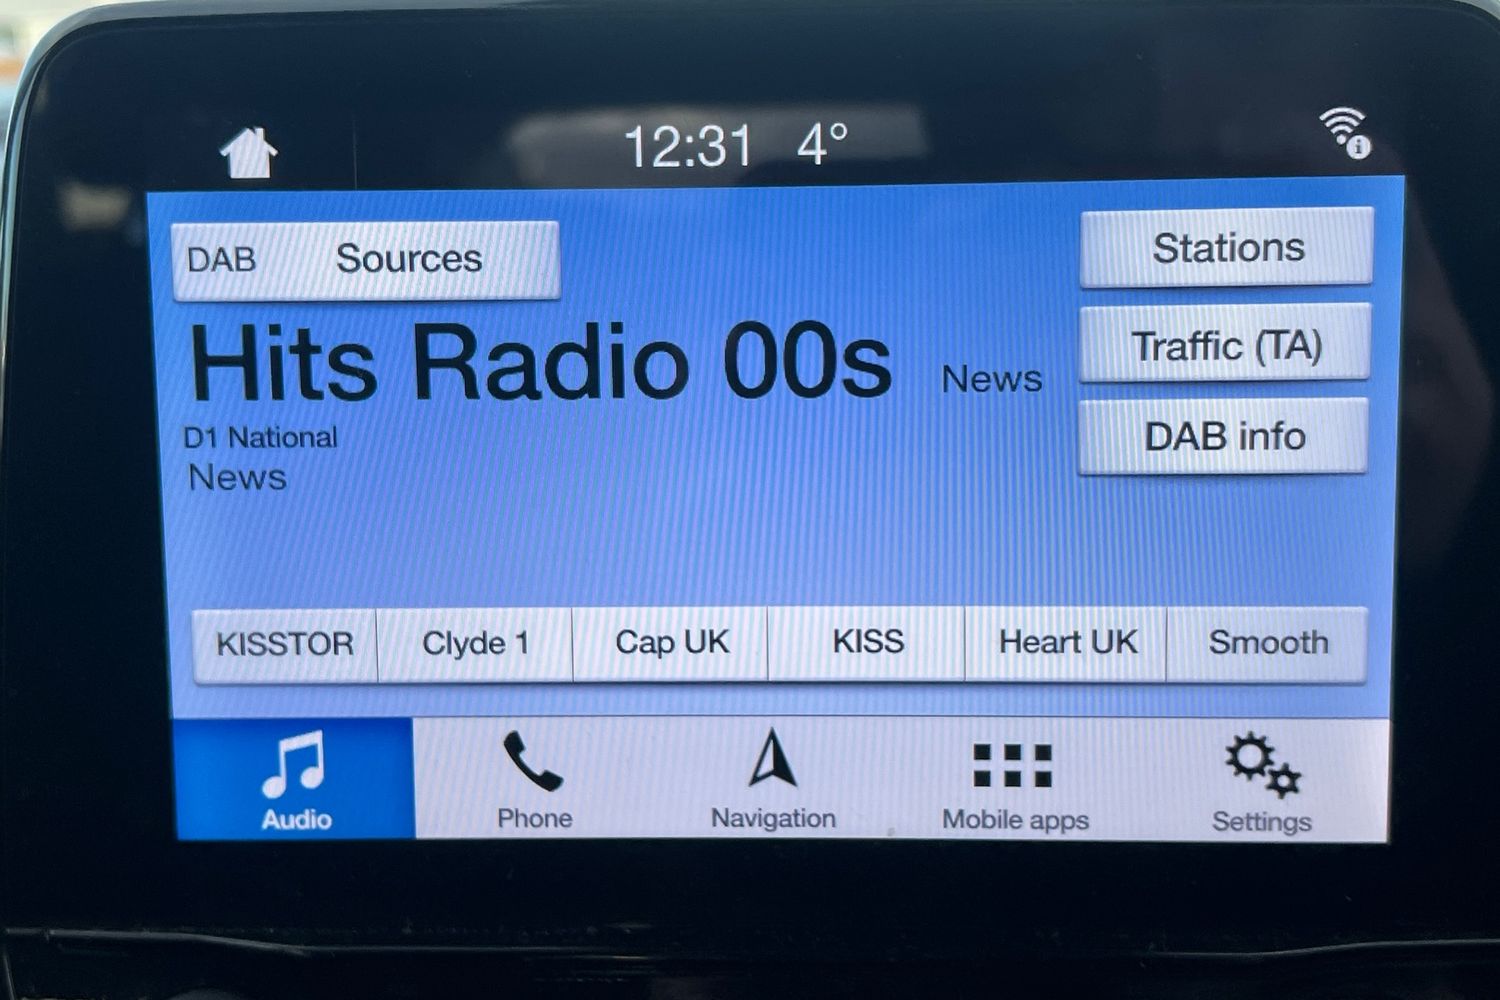 12:31 4°
DAB Sources
Stations
Hits Radio 00s News
Traffic (TA)
D1 National
DAB info
News
KISSTOR Clyde 1 Cap UK KISS Heart UK Smooth
Audio Phone Navigation Mobile apps Settings